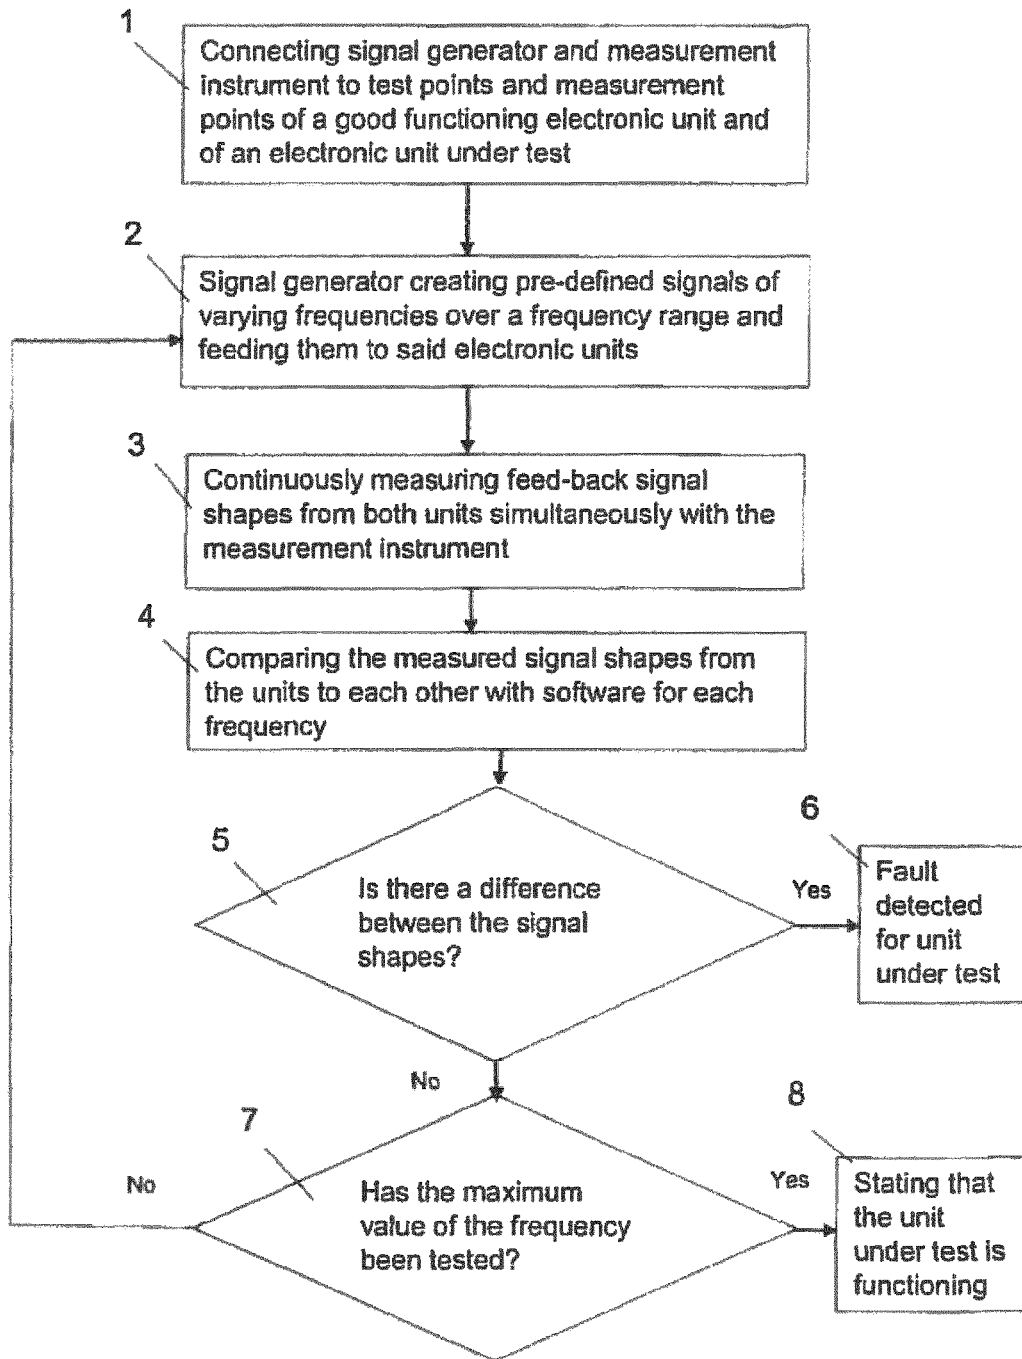 1
Connecting signal generator and measurement
instrument to test points and measurement
points of a good functioning electronic unit and
of an electronic unit under test
2
Signal generator creating pre-defined signals of
varying frequencies over a frequency range and
feeding them to said electronic units
3
Continuously measuring feed-back signal
shapes from both units simultaneously with the
measurement instrument
4
Comparing the measured signal shapes from
the units to each other with software for each
frequency
5
Is there a difference
between the signal
shapes?
Yes
6
Fault
detected
for unit
under test
No
7
Has the maximum
value of the frequency
been tested?
No
Yes
8
Stating that
the unit
under test is
functioning